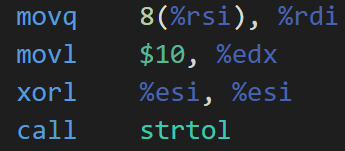 movq 8(%rsi), %rdi
movl $10, %edx
xorl %esi, %esi
call strtol